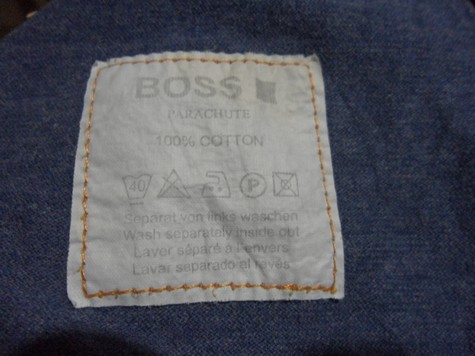 BOSS
PARACHUTE
100% COTTON
40 P
Separat von links waschen
Wash separately inside out
Laver séparé à l'envers
Lavar separado al revés